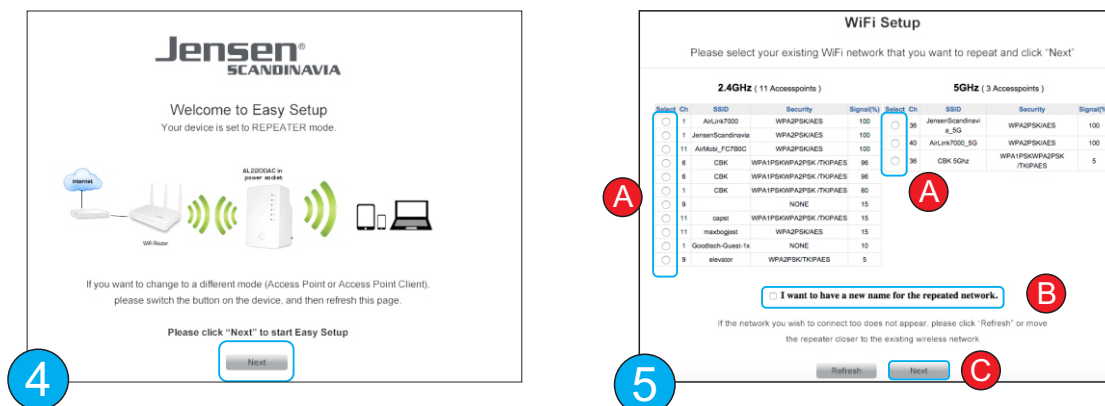 Jensen®
SCANDINAVIA
Welcome to Easy Setup
Your device is set to REPEATER mode.
Internet
AL2200AC in
power socket
WiFi Router
If you want to change to a different mode (Access Point or Access Point Client),
please switch the button on the device, and then refresh this page.
Please click “Next” to start Easy Setup
Next
4
WiFi Setup
Please select your existing WiFi network that you want to repeat and click “Next”
2.4GHz ( 11 Accesspoints )
Select Ch SSID Security Signal(%)
1 AirLink7000 WPA2PSK/AES 100
1 JensenScandinavia WPA2PSK/AES 100
11 AirMobi_FC7B0C WPA2PSK/AES 100
6 CBK WPA1PSKWPA2PSK /TKIPAES 96
6 CBK WPA1PSKWPA2PSK /TKIPAES 96
1 CBK WPA1PSKWPA2PSK /TKIPAES 60
9 NONE 15
11 capst WPA1PSKWPA2PSK /TKIPAES 15
11 maxbogjest WPA2PSK/AES 15
1 Goodtech-Guest-1x NONE 10
9 elevator WPA2PSK/TKIPAES 5
A
5GHz ( 3 Accesspoints )
Select Ch SSID Security Signal(%
36 JensenScandinavi
a_5G WPA2PSK/AES 100
40 AirLink7000_5G WPA2PSK/AES 100
36 CBK 5Ghz WPA1PSKWPA2PSK
/TKIPAES 5
A
I want to have a new name for the repeated network.
B
If the network you wish to connect too does not appear, please click “Refresh” or move
the repeater closer to the existing wireless network
Refresh
Next
C
5